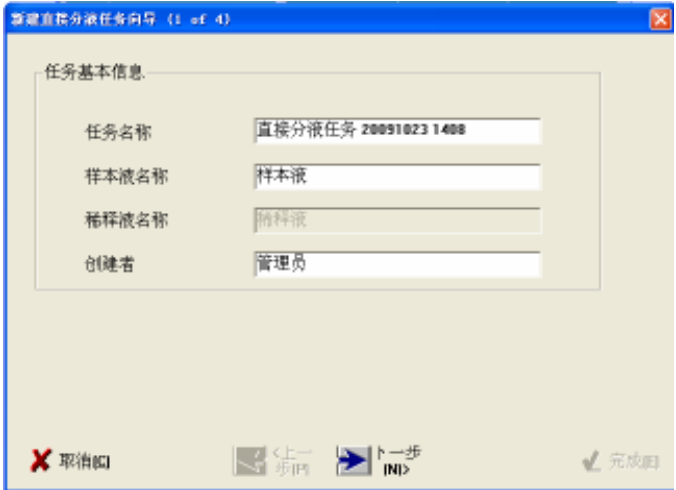 新建直接分液任务向导 (1 of 4)
任务基本信息
任务名称 直接分液任务 20091023 1408
样本液名称 样本液
稀释液名称 稀释液
创建者 管理员
取消(C) <上一步(P) 下一步(N)> 完成(F)